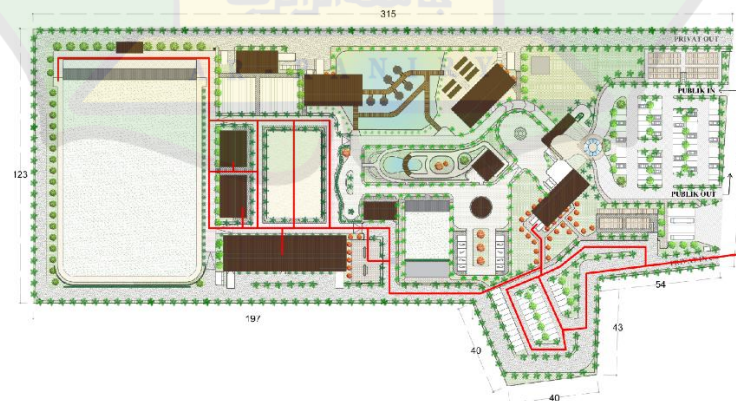 315
PRIVAT OUT
R - R A N I R Y
PUBLIK IN
123
PUBLIK OUT
54
197
43
40
40